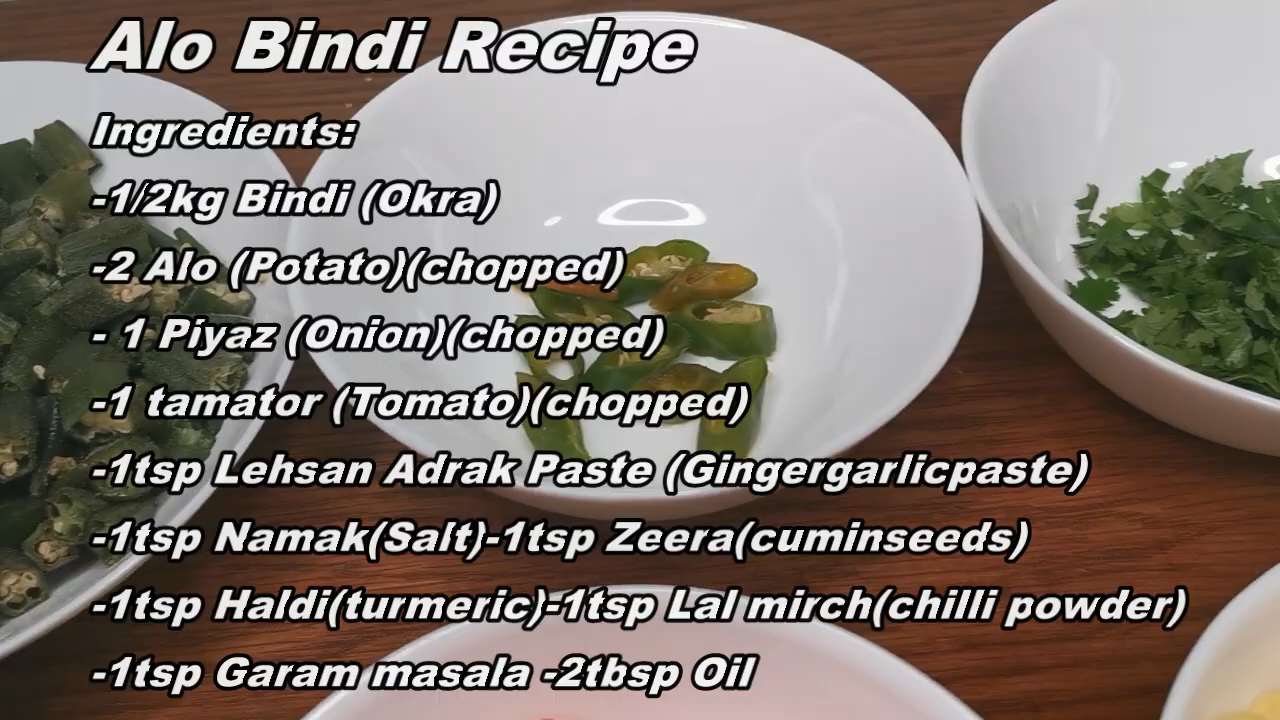 Alo Bindi Recipe
Ingredients:
-1/2kg Bindi (Okra)
-2 Alo (Potato)(chopped)
- 1 Piyaz (Onion)(chopped)
-1 tamator (Tomato)(chopped)
-1tsp Lehsan Adrak Paste (Gingergarlicpaste)
-1tsp Namak(Salt)-1tsp Zeera(cuminseeds)
-1tsp Haldi(turmeric)-1tsp Lal mirch(chilli powder)
-1tsp Garam masala -2tbsp Oil